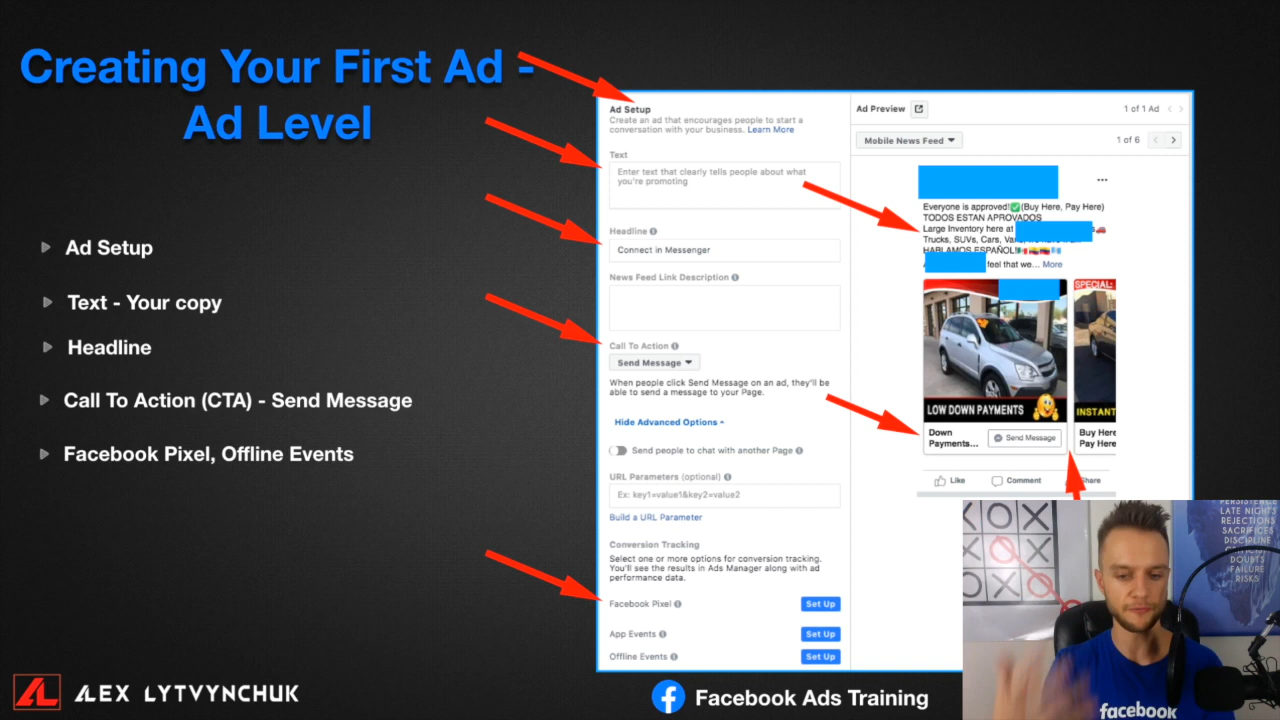 Creating Your First Ad -
Ad Level
Ad Setup
Text - Your copy
Headline
Call To Action (CTA) - Send Message
Facebook Pixel, Offline Events
Ad Setup
Create an ad that encourages people to start a
conversation with your business. Learn More
Text
Enter text that clearly tells people about what
you're promoting
Headline
Connect in Messenger
News Feed Link Description
Call To Action
Send Message
When people click Send Message on an ad, they'll be
able to send a message to your Page.
Hide Advanced Options
Send people to chat with another Page
URL Parameters (optional)
Ex: key1=value1&key2=value2
Build a URL Parameter
Conversion Tracking
Select one or more options for conversion tracking.
You'll see the results in Ads Manager along with ad
performance data.
Facebook Pixel Set Up
App Events Set Up
Offline Events Set Up
Ad Preview 1 of 1 Ad
Mobile News Feed 1 of 6
Everyone is approved!✅(Buy Here, Pay Here)
TODOS ESTAN APROVADOS
Large Inventory here at
Trucks, SUVs, Cars,
HABLAMOS ESPAÑOL!
feel that we... More
SPECIAL:
LOW DOWN PAYMENTS
INSTANT
Down
Payments...
Send Message
Buy Here
Pay Here
Like Comment Share
PERSISTENCE
LATE NIGHTS
REJECTIONS
SACRIFICES
DISCIPLINE
DOUBTS
FAILURE
RISKS
facebook
ALEX LYTVYNCHUK
Facebook Ads Training